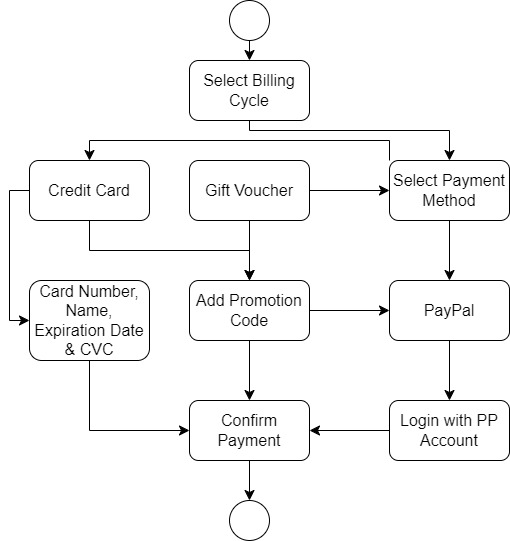 Select Billing
Cycle
Credit Card
Gift Voucher
Select Payment
Method
Card Number,
Name,
Expiration Date
& CVC
Add Promotion
Code
PayPal
Confirm
Payment
Login with PP
Account